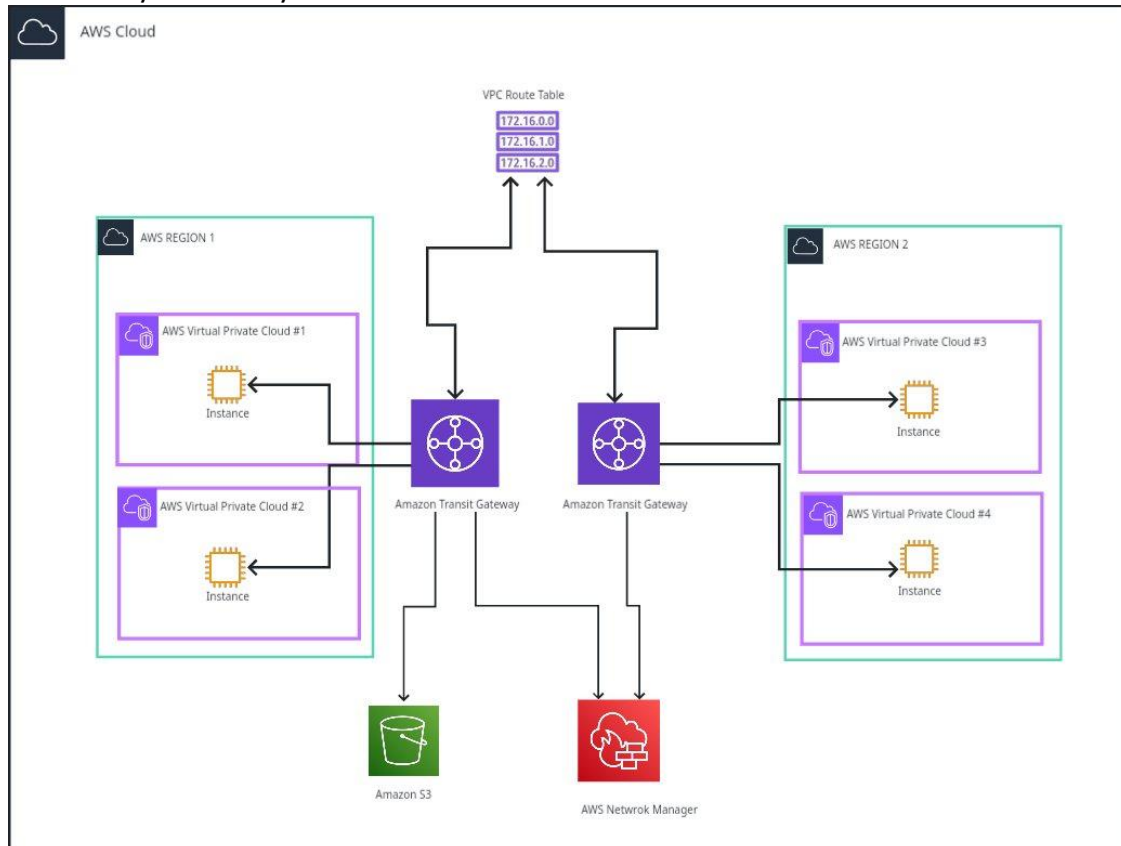 AWS Cloud
VPC Route Table
172.16.0.0
172.16.1.0
172.16.2.0
AWS REGION 1
AWS Virtual Private Cloud #1
Instance
AWS Virtual Private Cloud #2
Instance
Amazon Transit Gateway
Amazon Transit Gateway
AWS REGION 2
AWS Virtual Private Cloud #3
Instance
AWS Virtual Private Cloud #4
Instance
Amazon S3
AWS Netwrok Manager